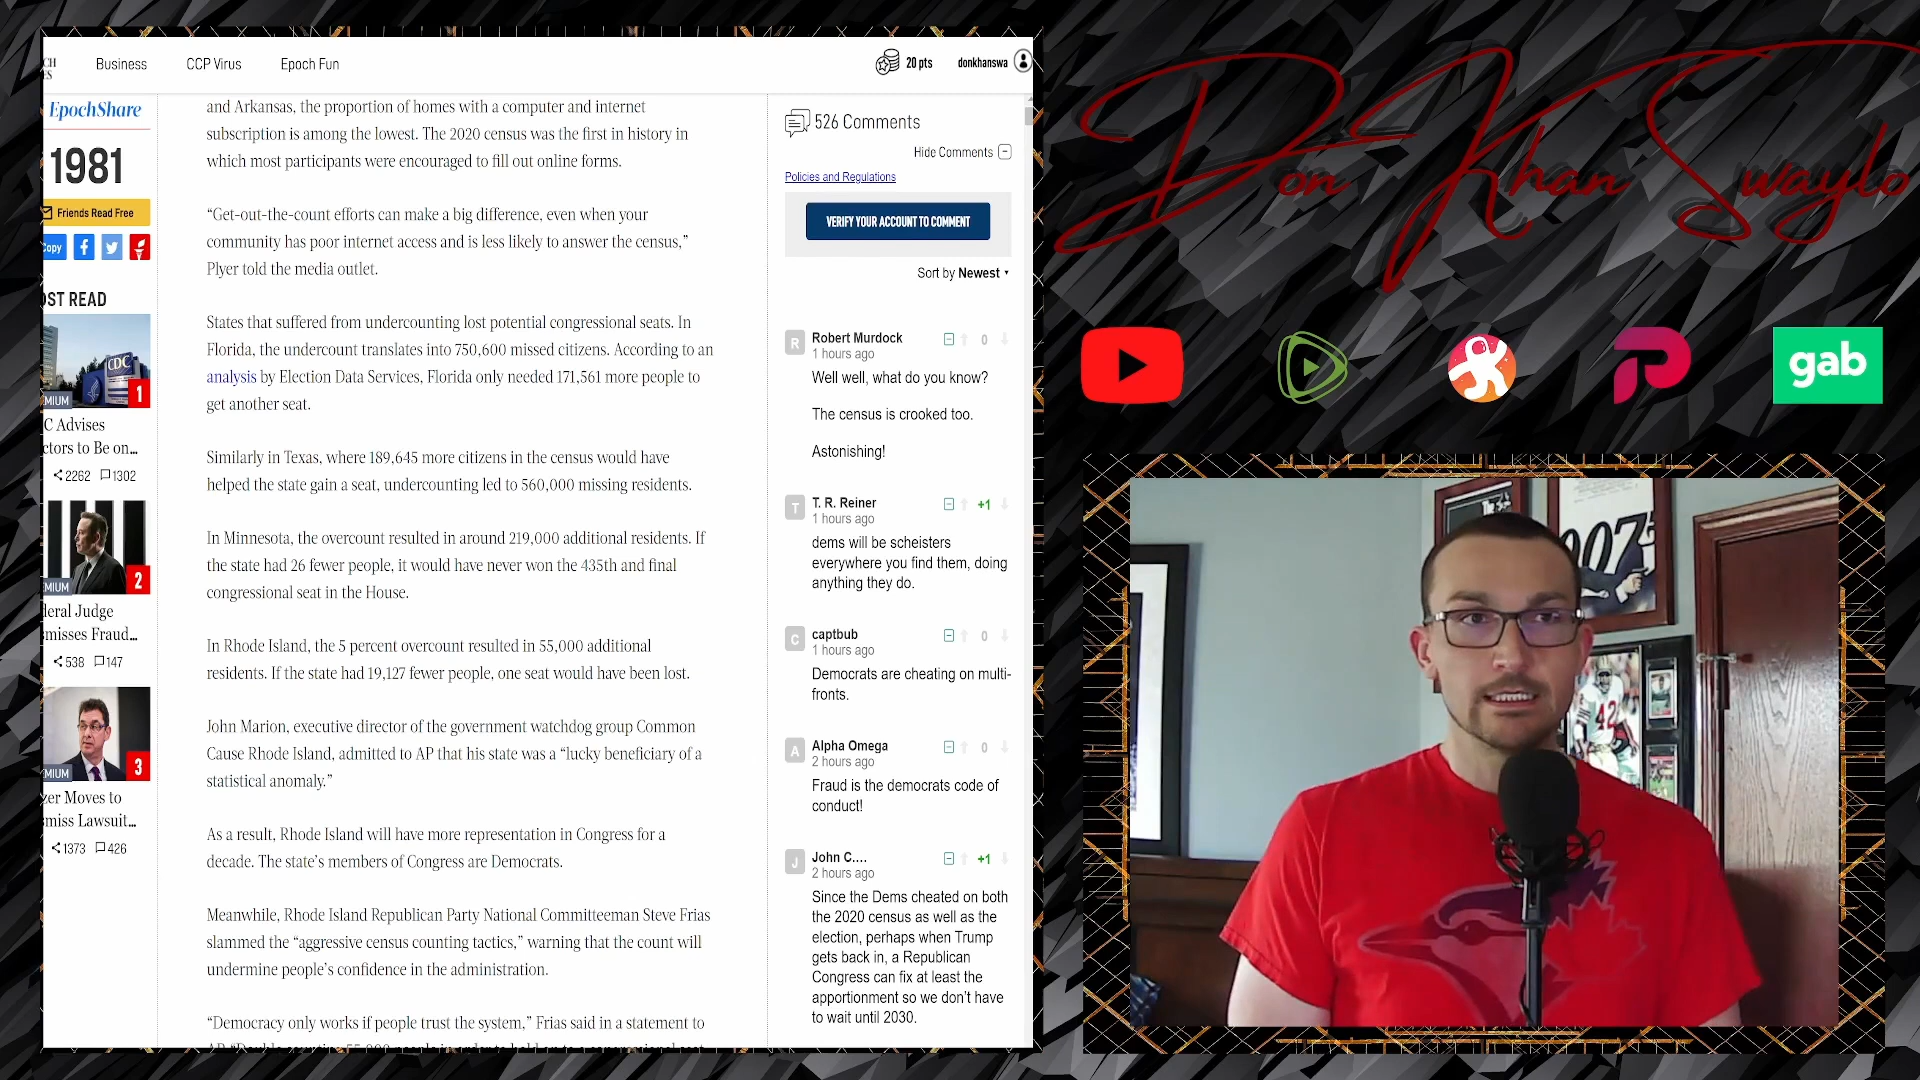 CH
ES
Business
CCP Virus
Epoch Fun
20 pts
donkhanswa
EpochShare
1981
Friends Read Free
Copy
OST READ
CDC
MIUM
1
C Advises
ctors to Be on...
2262
1302
MIUM
2
deral Judge
smisses Fraud...
538
147
MIUM
3
zer Moves to
smiss Lawsuit...
1373
426
and Arkansas, the proportion of homes with a computer and internet
subscription is among the lowest. The 2020 census was the first in history in
which most participants were encouraged to fill out online forms.
“Get-out-the-count efforts can make a big difference, even when your
community has poor internet access and is less likely to answer the census,”
Plyer told the media outlet.
States that suffered from undercounting lost potential congressional seats. In
Florida, the undercount translates into 750,600 missed citizens. According to an
analysis by Election Data Services, Florida only needed 171,561 more people to
get another seat.
Similarly in Texas, where 189,645 more citizens in the census would have
helped the state gain a seat, undercounting led to 560,000 missing residents.
In Minnesota, the overcount resulted in around 219,000 additional residents. If
the state had 26 fewer people, it would have never won the 435th and final
congressional seat in the House.
In Rhode Island, the 5 percent overcount resulted in 55,000 additional
residents. If the state had 19,127 fewer people, one seat would have been lost.
John Marion, executive director of the government watchdog group Common
Cause Rhode Island, admitted to AP that his state was a “lucky beneficiary of a
statistical anomaly.”
As a result, Rhode Island will have more representation in Congress for a
decade. The state’s members of Congress are Democrats.
Meanwhile, Rhode Island Republican Party National Committeeman Steve Frias
slammed the “aggressive census counting tactics,” warning that the count will
undermine people’s confidence in the administration.
“Democracy only works if people trust the system,” Frias said in a statement to
526 Comments
Hide Comments
Policies and Regulations
VERIFY YOUR ACCOUNT TO COMMENT
Sort by Newest
R
Robert Murdock
0
1 hours ago
Well well, what do you know?
The census is crooked too.
Astonishing!
T
T. R. Reiner
+1
1 hours ago
dems will be scheisters
everywhere you find them, doing
anything they do.
C
captbub
0
1 hours ago
Democrats are cheating on multi-
fronts.
A
Alpha Omega
0
2 hours ago
Fraud is the democrats code of
conduct!
J
John C....
+1
2 hours ago
Since the Dems cheated on both
the 2020 census as well as the
election, perhaps when Trump
gets back in, a Republican
Congress can fix at least the
apportionment so we don’t have
to wait until 2030.
Don Khan Swaylo
gab
007
42